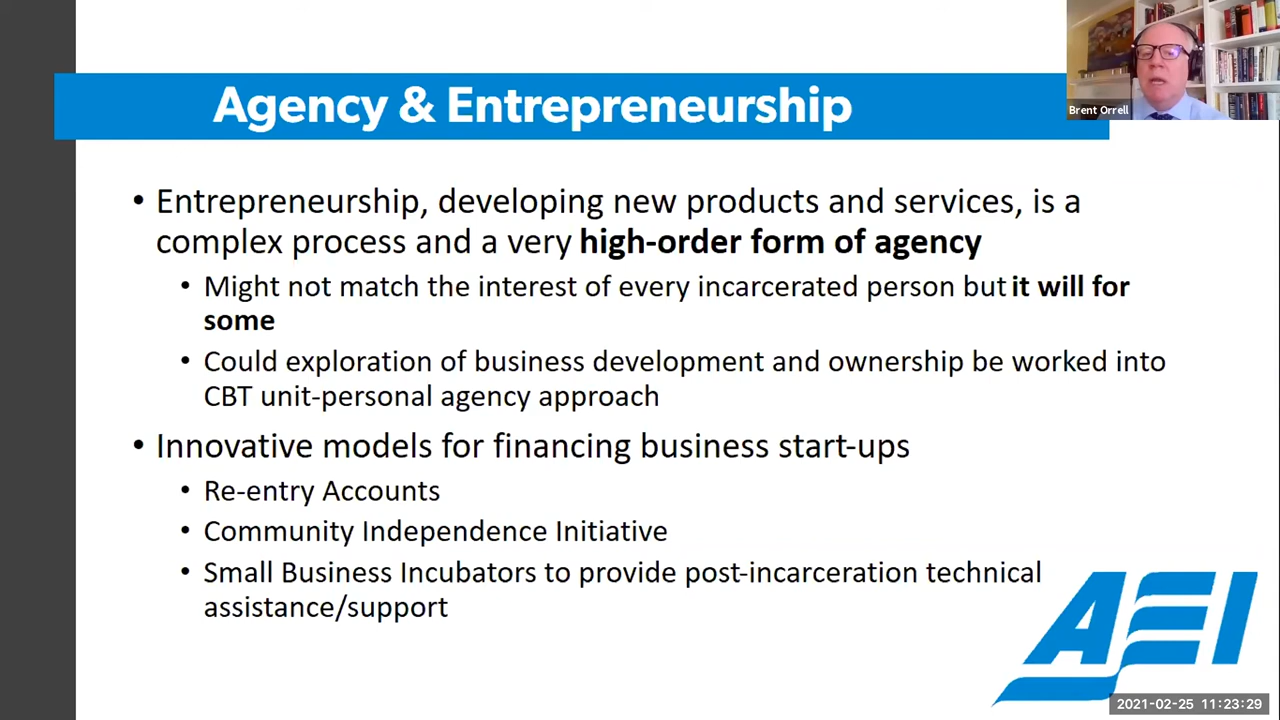 Agency & Entrepreneurship
Brent Orrell
• Entrepreneurship, developing new products and services, is a
complex process and a very high-order form of agency
• Might not match the interest of every incarcerated person but it will for
some
• Could exploration of business development and ownership be worked into
CBT unit-personal agency approach
• Innovative models for financing business start-ups
• Re-entry Accounts
• Community Independence Initiative
• Small Business Incubators to provide post-incarceration technical
assistance/support
AEI
2021-02-25 11:23:29